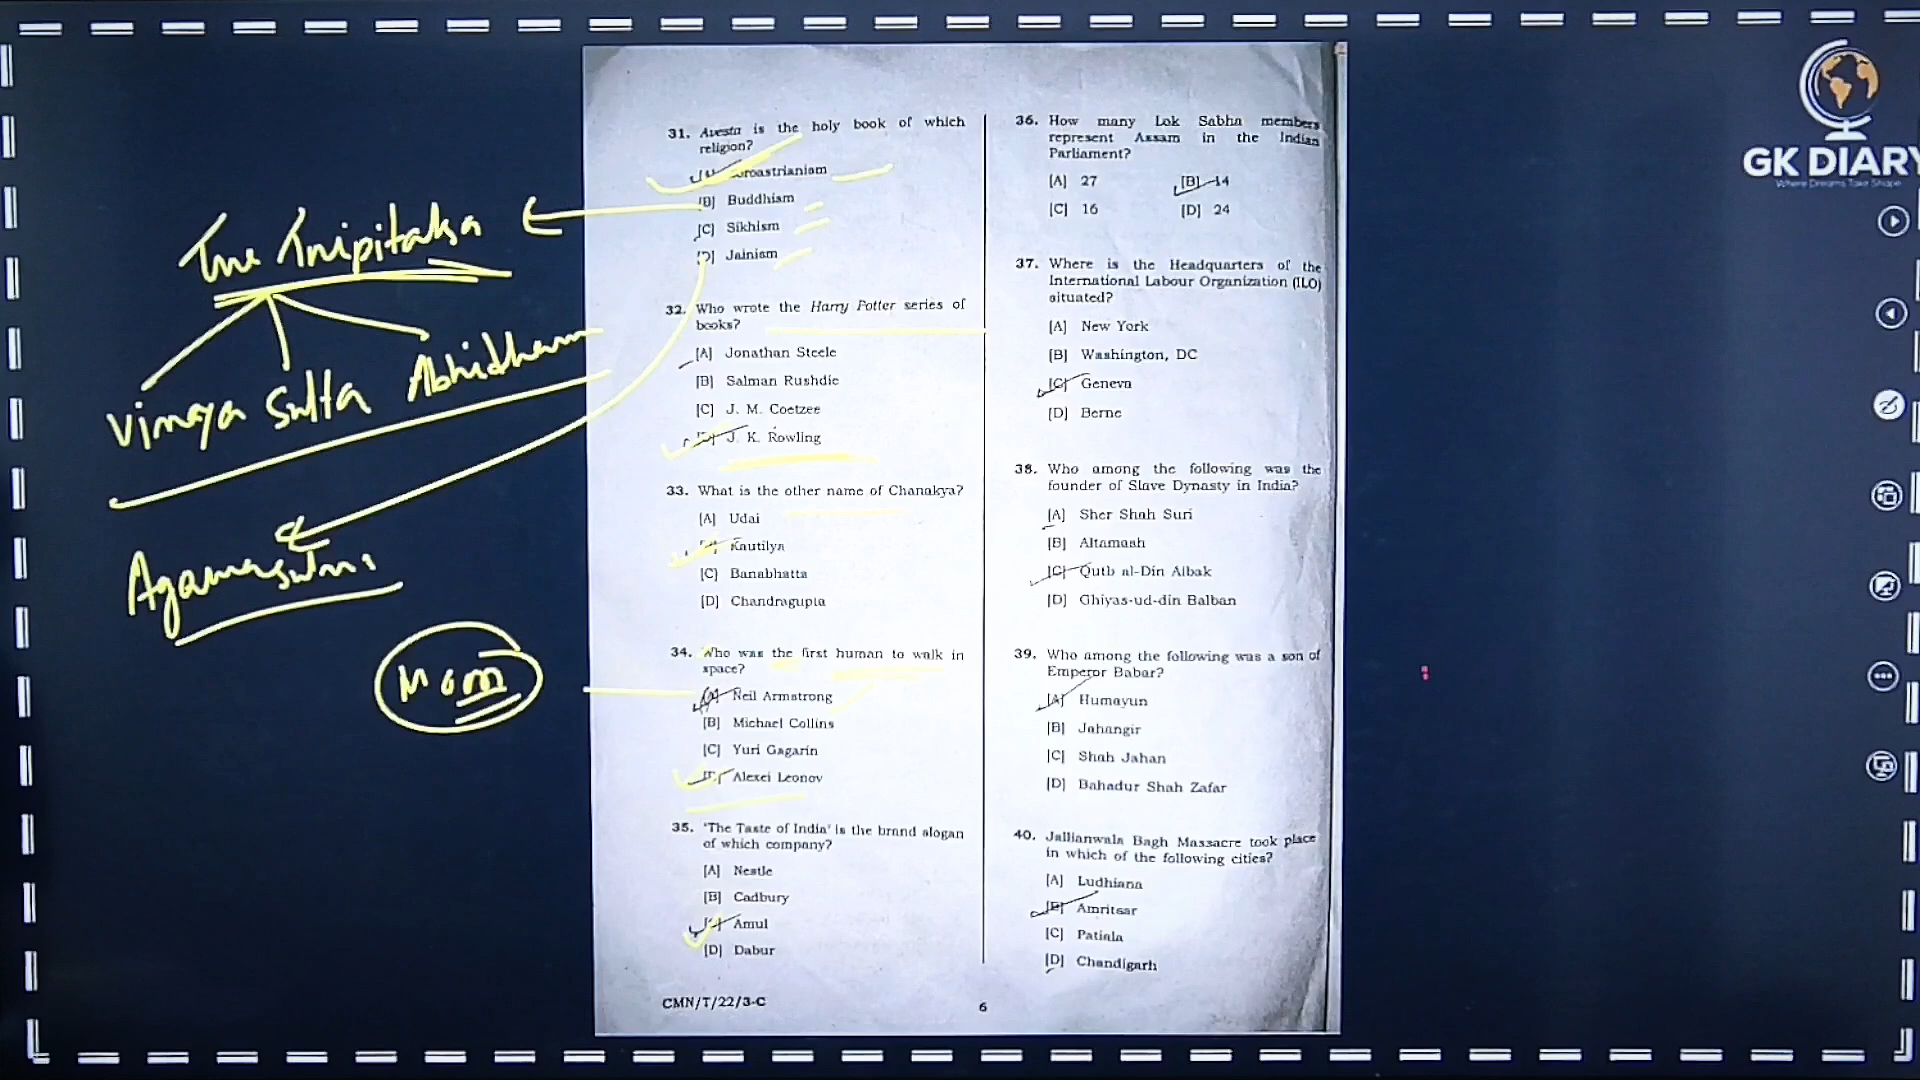 GK DIARY
Where Dreams Take Shape
The Tripitaka
Vinaya Sutta Abhidhamm
Agamasutras
Moon
31. Avesta is the holy book of which
religion?
[A] Zoroastrianism
[B] Buddhism
[C] Sikhism
[D] Jainism
32. Who wrote the Harry Potter series of
books?
[A] Jonathan Steele
[B] Salman Rushdie
[C] J. M. Coetzee
[D] J. K. Rowling
33. What is the other name of Chanakya?
[A] Udai
[B] Kautilya
[C] Banabhatta
[D] Chandragupta
34. Who was the first human to walk in
space?
[A] Neil Armstrong
[B] Michael Collins
[C] Yuri Gagarin
[D] Alexei Leonov
35. 'The Taste of India' is the brand slogan
of which company?
[A] Nestle
[B] Cadbury
[C] Amul
[D] Dabur
CMN/T/22/3-C
36. How many Lok Sabha members
represent Assam in the Indian
Parliament?
[A] 27 [B] 14
[C] 16 [D] 24
37. Where is the Headquarters of the
International Labour Organization (ILO)
situated?
[A] New York
[B] Washington, DC
[C] Geneva
[D] Berne
38. Who among the following was the
founder of Slave Dynasty in India?
[A] Sher Shah Suri
[B] Altamash
[C] Qutb al-Din Aibak
[D] Ghiyas-ud-din Balban
39. Who among the following was a son of
Emperor Babar?
[A] Humayun
[B] Jahangir
[C] Shah Jahan
[D] Bahadur Shah Zafar
40. Jallianwala Bagh Massacre took place
in which of the following cities?
[A] Ludhiana
[B] Amritsar
[C] Patiala
[D] Chandigarh
6